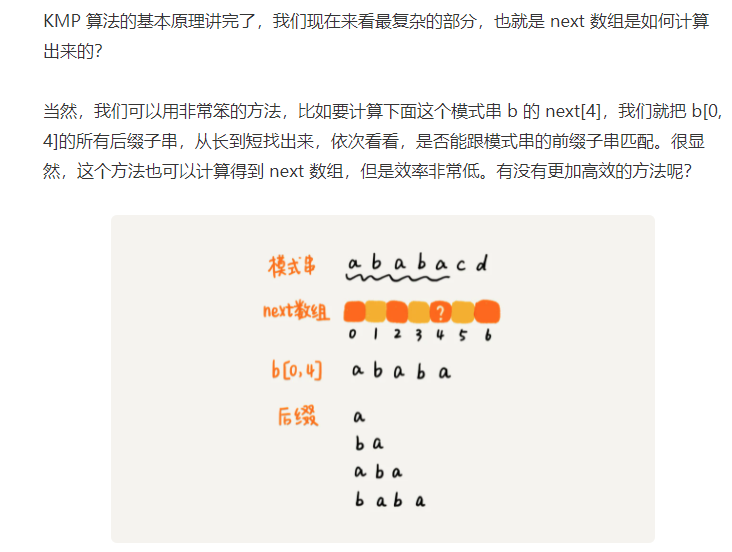 KMP 算法的基本原理讲完了，我们现在来看最复杂的部分，也就是 next 数组是如何计算
出来的？
当然，我们可以用非常笨的方法，比如要计算下面这个模式串 b 的 next[4]，我们就把 b[0,
4]的所有后缀子串，从长到短找出来，依次看看，是否能跟模式串的前缀子串匹配。很显
然，这个方法也可以计算得到 next 数组，但是效率非常低。有没有更加高效的方法呢？
模式串 a b a b a c d
next数组 ?
0 1 2 3 4 5 6
b[0,4] a b a b a
后缀 a
b a
a b a
b a b a